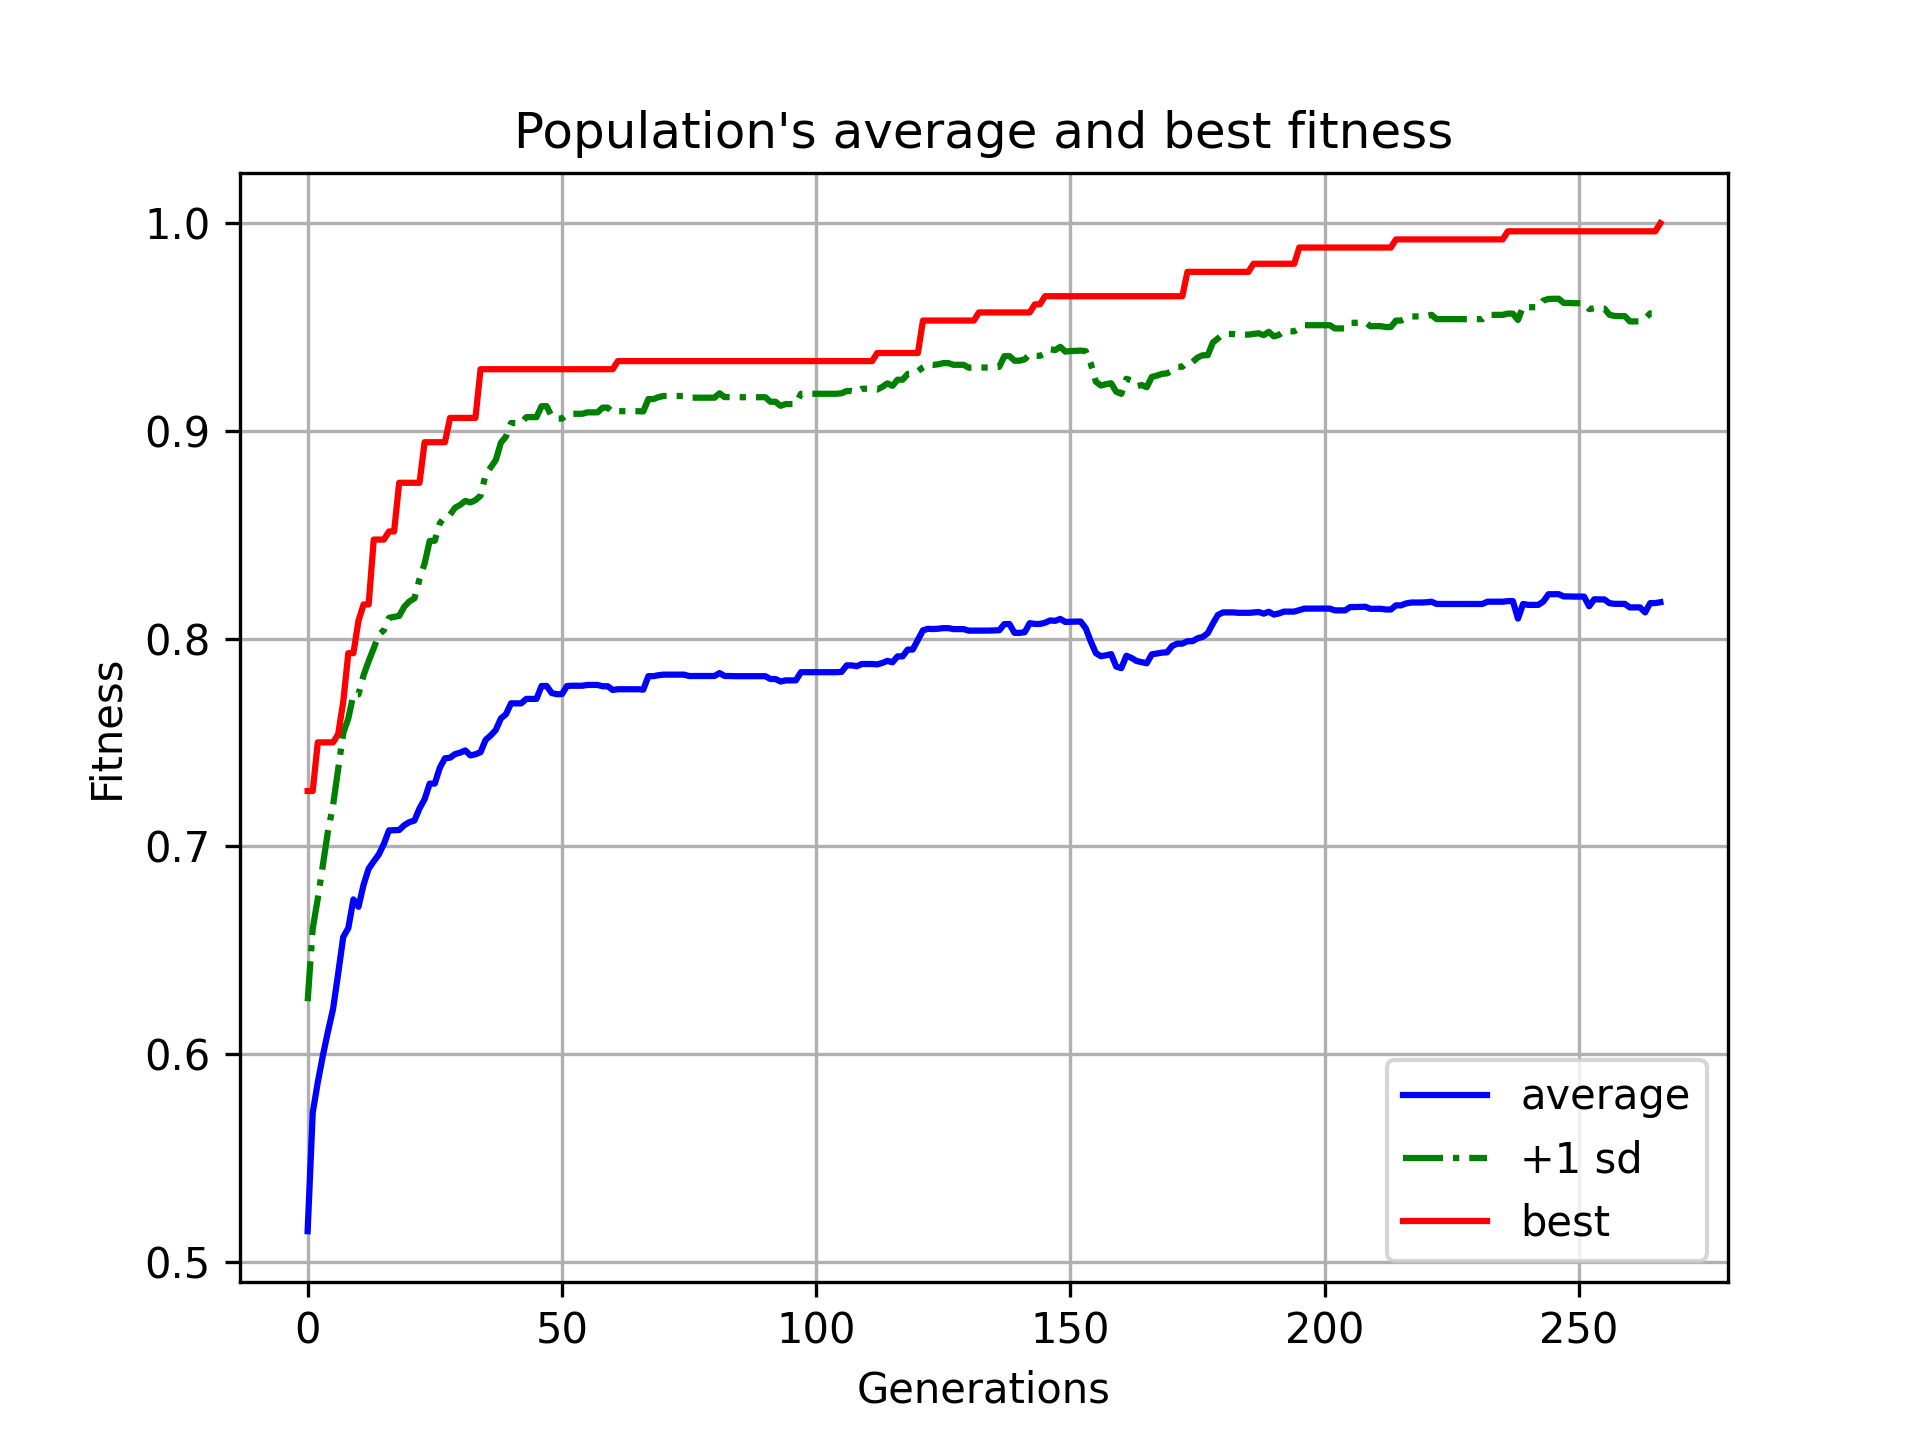 Population's average and best fitness
1.0
0.9
0.8
0.7
0.6
0.5
Fitness
average
+1 sd
best
0 50 100 150 200 250
Generations